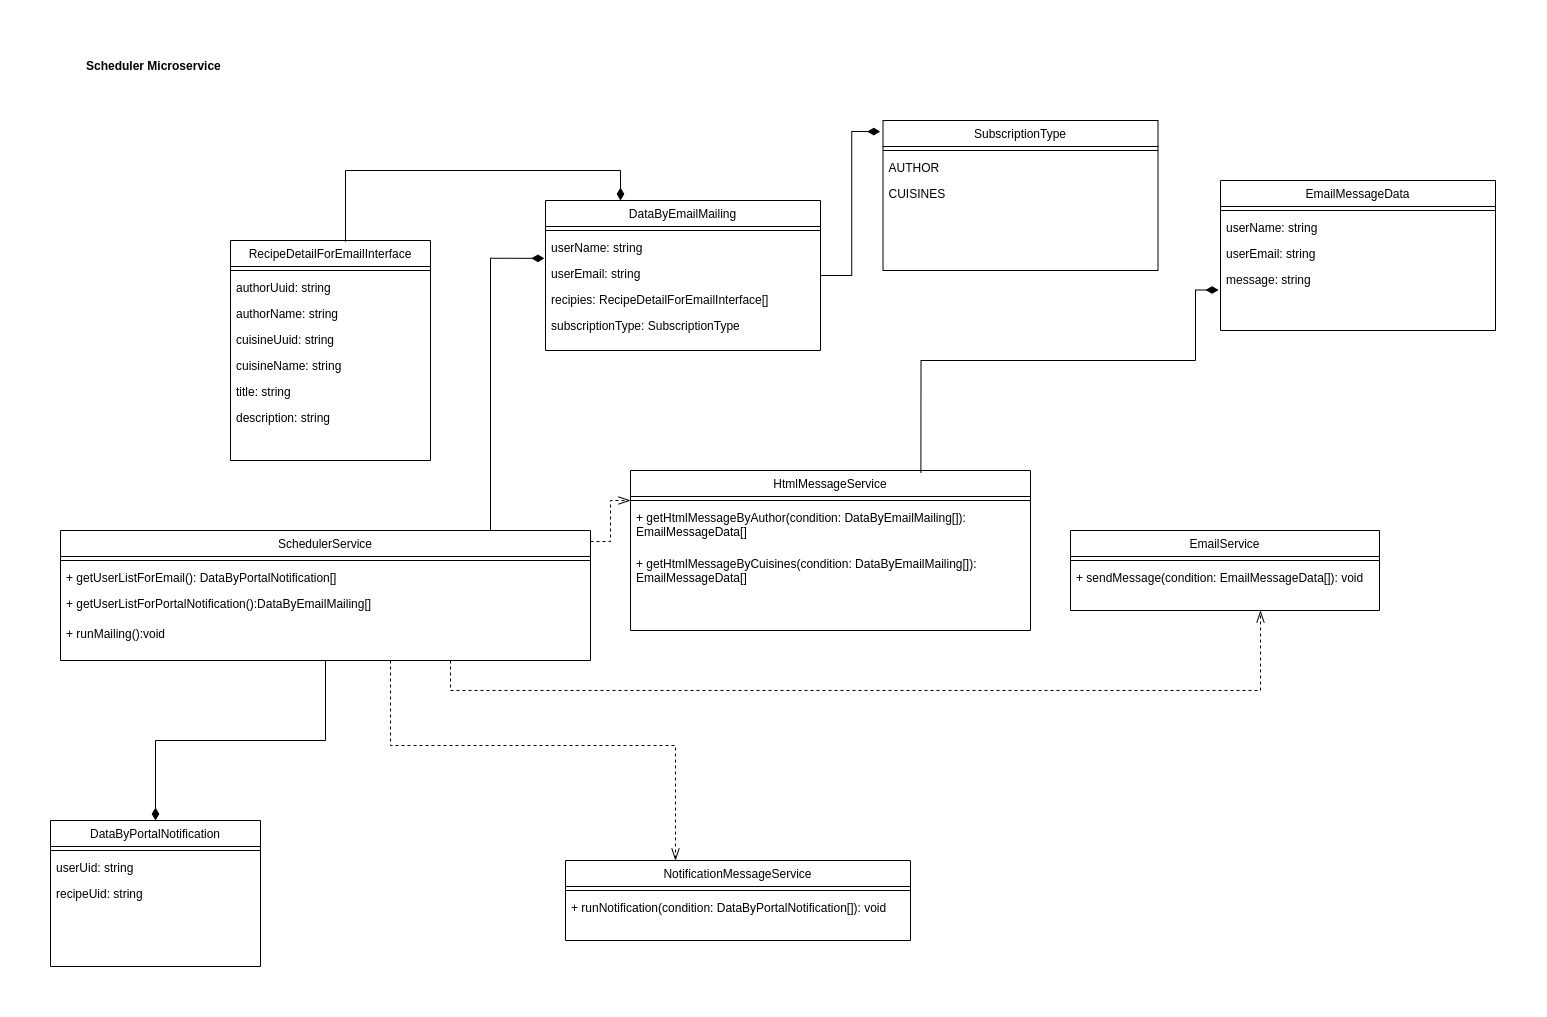 Scheduler Microservice
SubscriptionType
AUTHOR
CUISINES
EmailMessageData
userName: string
userEmail: string
message: string
DataByEmailMailing
userName: string
userEmail: string
recipies: RecipeDetailForEmailInterface[]
subscriptionType: SubscriptionType
RecipeDetailForEmailInterface
authorUuid: string
authorName: string
cuisineUuid: string
cuisineName: string
title: string
description: string
HtmlMessageService
+ getHtmlMessageByAuthor(condition: DataByEmailMailing[]):
EmailMessageData[]
+ getHtmlMessageByCuisines(condition: DataByEmailMailing[]):
EmailMessageData[]
SchedulerService
+ getUserListForEmail(): DataByPortalNotification[]
+ getUserListForPortalNotification():DataByEmailMailing[]
+ runMailing():void
EmailService
+ sendMessage(condition: EmailMessageData[]): void
DataByPortalNotification
userUid: string
recipeUid: string
NotificationMessageService
+ runNotification(condition: DataByPortalNotification[]): void